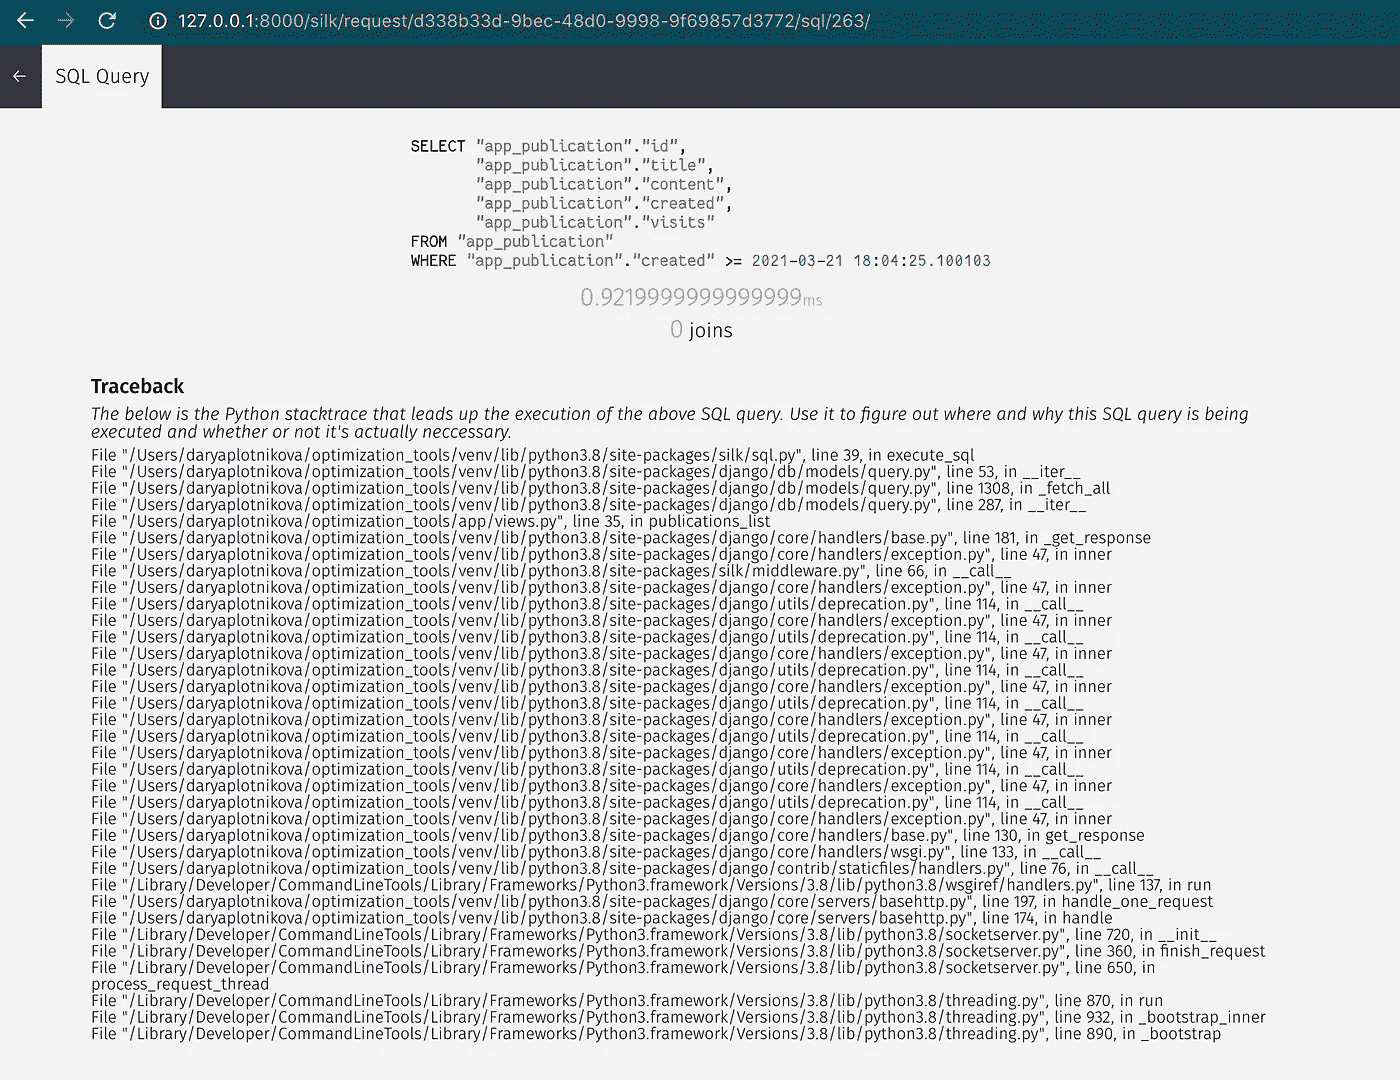 127.0.0.1:8000/silk/request/d338b33d-9bec-48d0-9998-9f69857d3772/sql/263/
SQL Query
SELECT "app_publication"."id",
"app_publication"."title",
"app_publication"."content",
"app_publication"."created",
"app_publication"."visits"
FROM "app_publication"
WHERE "app_publication"."created" >= 2021-03-21 18:04:25.100103
0.9219999999999999ms
0 joins
Traceback
The below is the Python stacktrace that leads up the execution of the above SQL query. Use it to figure out where and why this SQL query is being
executed and whether or not it's actually neccessary.
File "/Users/daryaplotnikova/optimization_tools/venv/lib/python3.8/site-packages/silk/sql.py", line 39, in execute_sql
File "/Users/daryaplotnikova/optimization_tools/venv/lib/python3.8/site-packages/django/db/models/query.py", line 53, in __iter__
File "/Users/daryaplotnikova/optimization_tools/venv/lib/python3.8/site-packages/django/db/models/query.py", line 1308, in _fetch_all
File "/Users/daryaplotnikova/optimization_tools/venv/lib/python3.8/site-packages/django/db/models/query.py", line 287, in __iter__
File "/Users/daryaplotnikova/optimization_tools/app/views.py", line 35, in publications_list
File "/Users/daryaplotnikova/optimization_tools/venv/lib/python3.8/site-packages/django/core/handlers/base.py", line 181, in _get_response
File "/Users/daryaplotnikova/optimization_tools/venv/lib/python3.8/site-packages/django/core/handlers/exception.py", line 47, in inner
File "/Users/daryaplotnikova/optimization_tools/venv/lib/python3.8/site-packages/silk/middleware.py", line 66, in __call__
File "/Users/daryaplotnikova/optimization_tools/venv/lib/python3.8/site-packages/django/core/handlers/exception.py", line 47, in inner
File "/Users/daryaplotnikova/optimization_tools/venv/lib/python3.8/site-packages/django/utils/deprecation.py", line 114, in __call__
File "/Users/daryaplotnikova/optimization_tools/venv/lib/python3.8/site-packages/django/core/handlers/exception.py", line 47, in inner
File "/Users/daryaplotnikova/optimization_tools/venv/lib/python3.8/site-packages/django/utils/deprecation.py", line 114, in __call__
File "/Users/daryaplotnikova/optimization_tools/venv/lib/python3.8/site-packages/django/core/handlers/exception.py", line 47, in inner
File "/Users/daryaplotnikova/optimization_tools/venv/lib/python3.8/site-packages/django/utils/deprecation.py", line 114, in __call__
File "/Users/daryaplotnikova/optimization_tools/venv/lib/python3.8/site-packages/django/core/handlers/exception.py", line 47, in inner
File "/Users/daryaplotnikova/optimization_tools/venv/lib/python3.8/site-packages/django/utils/deprecation.py", line 114, in __call__
File "/Users/daryaplotnikova/optimization_tools/venv/lib/python3.8/site-packages/django/core/handlers/exception.py", line 47, in inner
File "/Users/daryaplotnikova/optimization_tools/venv/lib/python3.8/site-packages/django/utils/deprecation.py", line 114, in __call__
File "/Users/daryaplotnikova/optimization_tools/venv/lib/python3.8/site-packages/django/core/handlers/exception.py", line 47, in inner
File "/Users/daryaplotnikova/optimization_tools/venv/lib/python3.8/site-packages/django/utils/deprecation.py", line 114, in __call__
File "/Users/daryaplotnikova/optimization_tools/venv/lib/python3.8/site-packages/django/core/handlers/exception.py", line 47, in inner
File "/Users/daryaplotnikova/optimization_tools/venv/lib/python3.8/site-packages/django/utils/deprecation.py", line 114, in __call__
File "/Users/daryaplotnikova/optimization_tools/venv/lib/python3.8/site-packages/django/core/handlers/exception.py", line 47, in inner
File "/Users/daryaplotnikova/optimization_tools/venv/lib/python3.8/site-packages/django/core/handlers/base.py", line 130, in get_response
File "/Users/daryaplotnikova/optimization_tools/venv/lib/python3.8/site-packages/django/core/handlers/wsgi.py", line 133, in __call__
File "/Users/daryaplotnikova/optimization_tools/venv/lib/python3.8/site-packages/django/contrib/staticfiles/handlers.py", line 76, in __call__
File "/Library/Developer/CommandLineTools/Library/Frameworks/Python3.framework/Versions/3.8/lib/python3.8/wsgiref/handlers.py", line 137, in run
File "/Users/daryaplotnikova/optimization_tools/venv/lib/python3.8/site-packages/django/core/servers/basehttp.py", line 197, in handle_one_request
File "/Users/daryaplotnikova/optimization_tools/venv/lib/python3.8/site-packages/django/core/servers/basehttp.py", line 174, in handle
File "/Library/Developer/CommandLineTools/Library/Frameworks/Python3.framework/Versions/3.8/lib/python3.8/socketserver.py", line 720, in __init__
File "/Library/Developer/CommandLineTools/Library/Frameworks/Python3.framework/Versions/3.8/lib/python3.8/socketserver.py", line 360, in finish_request
File "/Library/Developer/CommandLineTools/Library/Frameworks/Python3.framework/Versions/3.8/lib/python3.8/socketserver.py", line 650, in
process_request_thread
File "/Library/Developer/CommandLineTools/Library/Frameworks/Python3.framework/Versions/3.8/lib/python3.8/threading.py", line 870, in run
File "/Library/Developer/CommandLineTools/Library/Frameworks/Python3.framework/Versions/3.8/lib/python3.8/threading.py", line 932, in _bootstrap_inner
File "/Library/Developer/CommandLineTools/Library/Frameworks/Python3.framework/Versions/3.8/lib/python3.8/threading.py", line 890, in _bootstrap